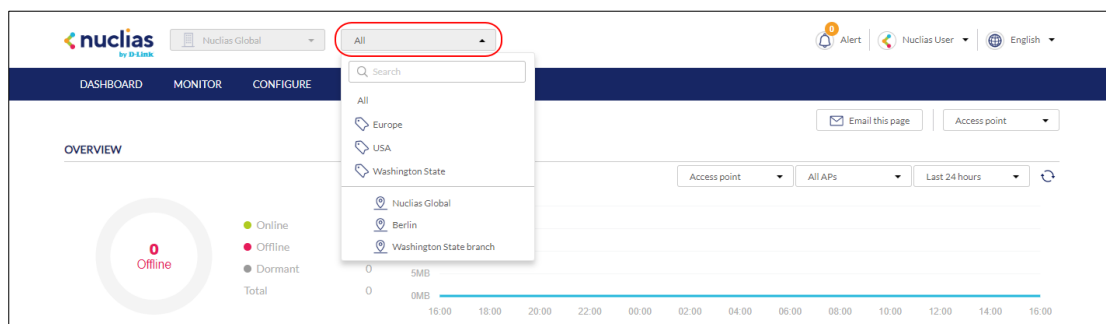 nuclias
by D-Link
Nuclias Global
All
0
Alert
Nuclias User
English
DASHBOARD MONITOR CONFIGURE
Search
All
Europe
USA
Washington State
Nuclias Global
Berlin
Washington State branch
Email this page
Access point
OVERVIEW
Access point
All APs
Last 24 hours
0
Offline
Online
Offline
Dormant 0
Total 0
5MB
0MB
16:00 18:00 20:00 22:00 00:00 02:00 04:00 06:00 08:00 10:00 12:00 14:00 16:00